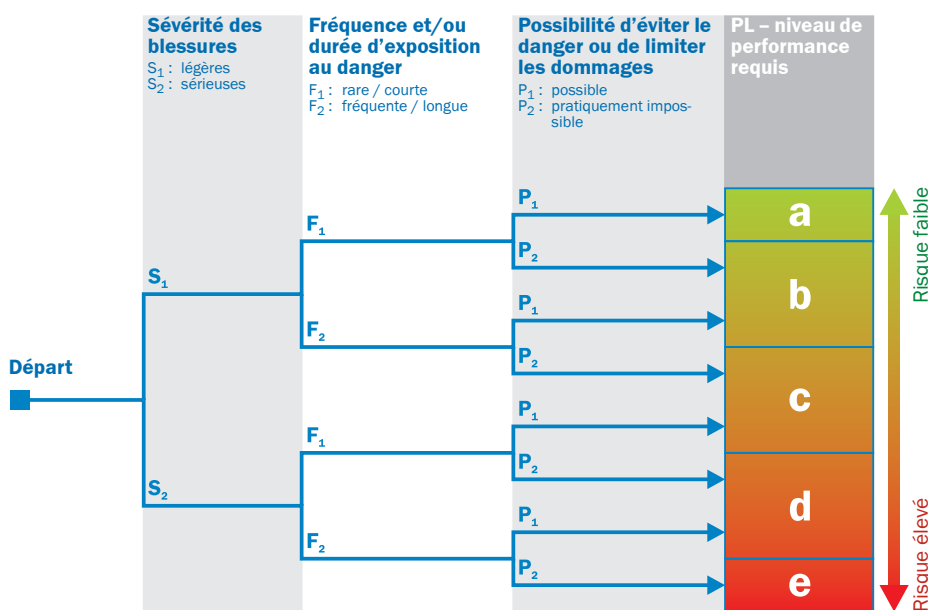 Sévérité des
blessures
S₁ : légères
S₂ : sérieuses
Fréquence et/ou
durée d’exposition
au danger
F₁ : rare / courte
F₂ : fréquente / longue
Possibilité d’éviter le
danger ou de limiter
les dommages
P₁ : possible
P₂ : pratiquement impos-
sible
PL – niveau de
performance
requis
Départ
S₁
S₂
F₁
F₂
F₁
F₂
P₁
P₂
P₁
P₂
P₁
P₂
P₁
P₂
a
b
c
d
e
Risque faible
Risque élevé